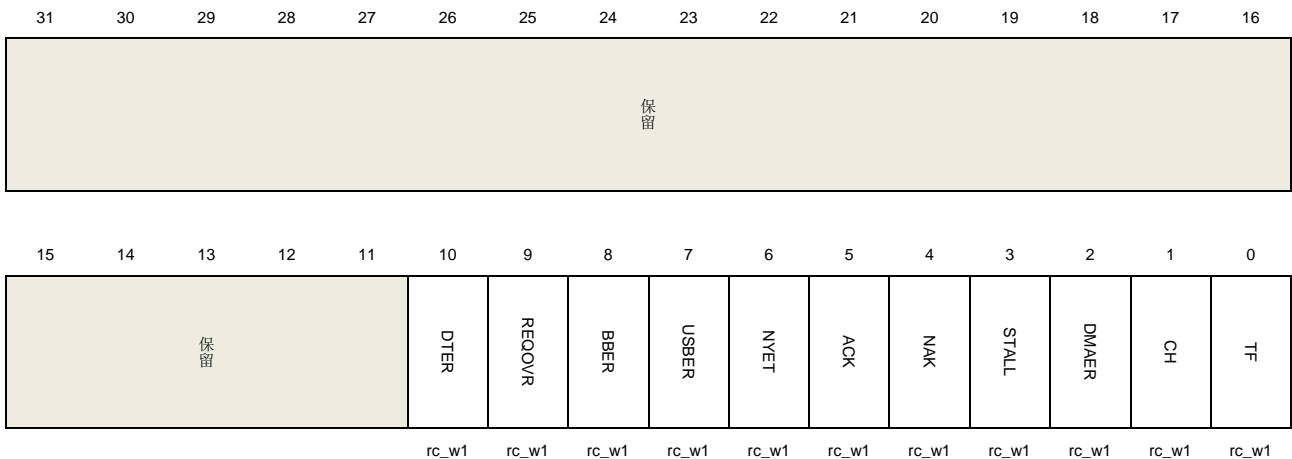 31 30 29 28 27 26 25 24 23 22 21 20 19 18 17 16
保留
15 14 13 12 11 10 9 8 7 6 5 4 3 2 1 0
保留 DTER REQOVR BBER USBER NYET ACK NAK STALL DMAER CH TF
rc_w1 rc_w1 rc_w1 rc_w1 rc_w1 rc_w1 rc_w1 rc_w1 rc_w1 rc_w1 rc_w1